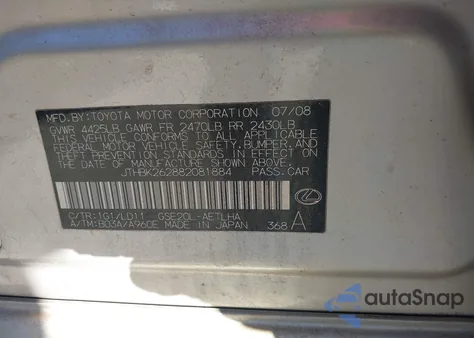 MFD.BY:TOYOTA MOTOR CORPORATION 07/08
GVWR 4425LB GAWR FR 2470LB RR 2430LB
THIS VEHICLE CONFORMS TO ALL APPLICABLE
FEDERAL MOTOR VEHICLE SAFETY,BUMPER,AND
THEFT PREVENTION STANDARDS IN EFFECT ON
THE DATE OF MANUFACTURE SHOWN ABOVE.
JTHBK262882081884 PASS.CAR
C/TR:1G1/LD11 GSE20L-AETLHA
A/TM:B03A/A960E MADE IN JAPAN 368 A
autaSnap